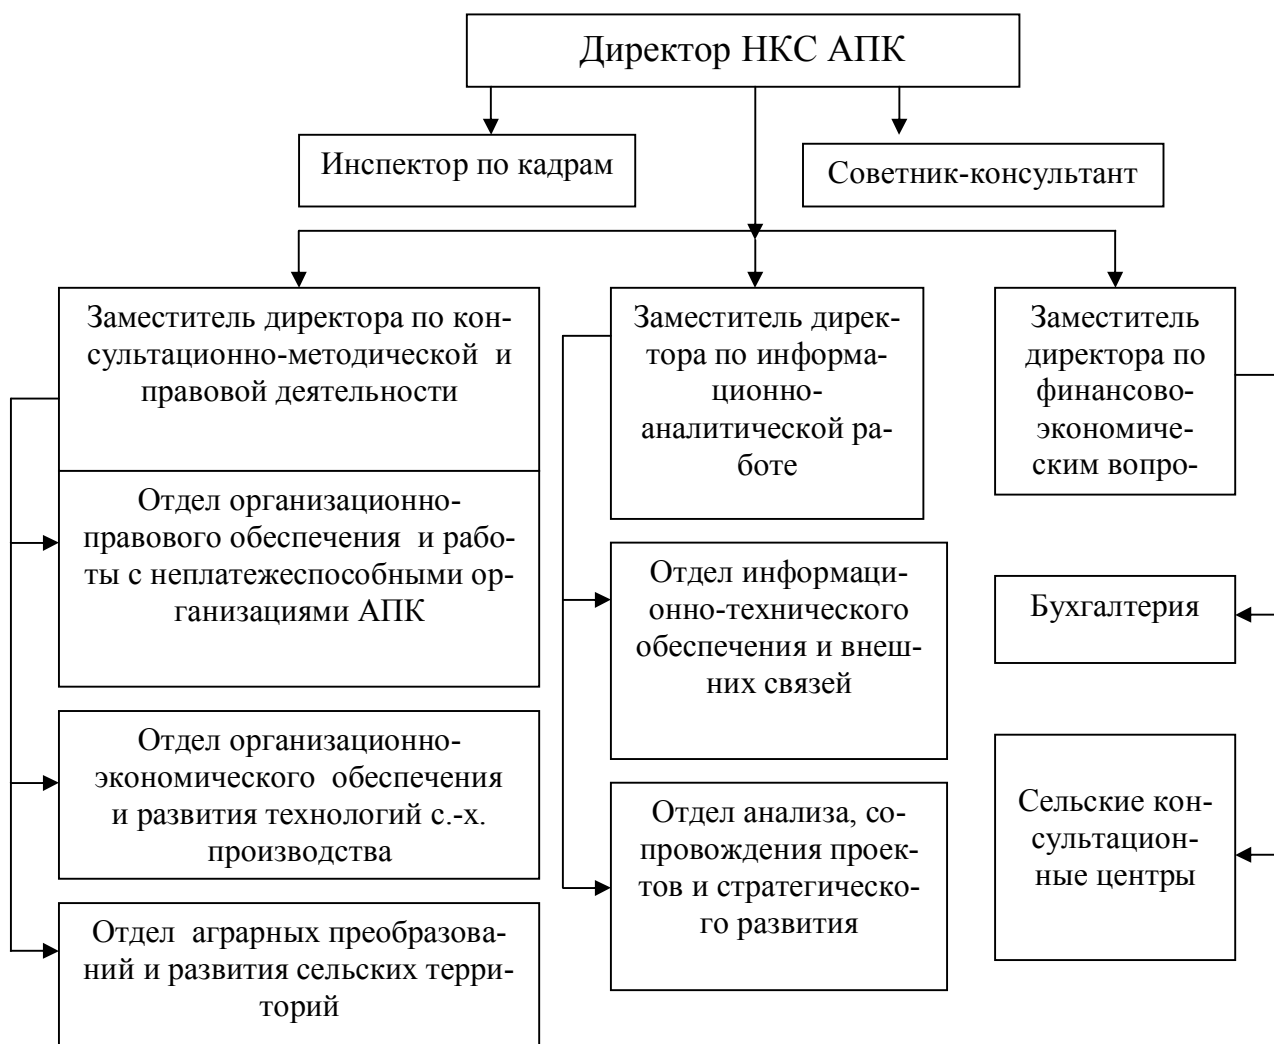 Директор НКС АПК
Инспектор по кадрам
Советник-консультант
Заместитель директора по кон-
сультационно-методической и
правовой деятельности
Заместитель дирек-
тора по информа-
ционно-
аналитической ра-
боте
Заместитель
директора по
финансово-
экономиче-
ским вопро-
Отдел организационно-
правового обеспечения и рабо-
ты с неплатежеспособными ор-
ганизациями АПК
Отдел информаци-
онно-технического
обеспечения и внеш-
них связей
Бухгалтерия
Отдел организационно-
экономического обеспечения
и развития технологий с.-х.
производства
Отдел анализа, со-
провождения проек-
тов и стратегическо-
го развития
Сельские кон-
сультацион-
ные центры
Отдел аграрных преобразова-
ний и развития сельских терри-
торий